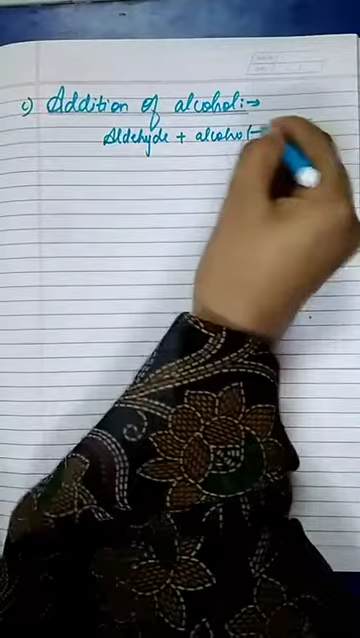 c) Addition of alcohol :→
Aldehyde + alcohol →